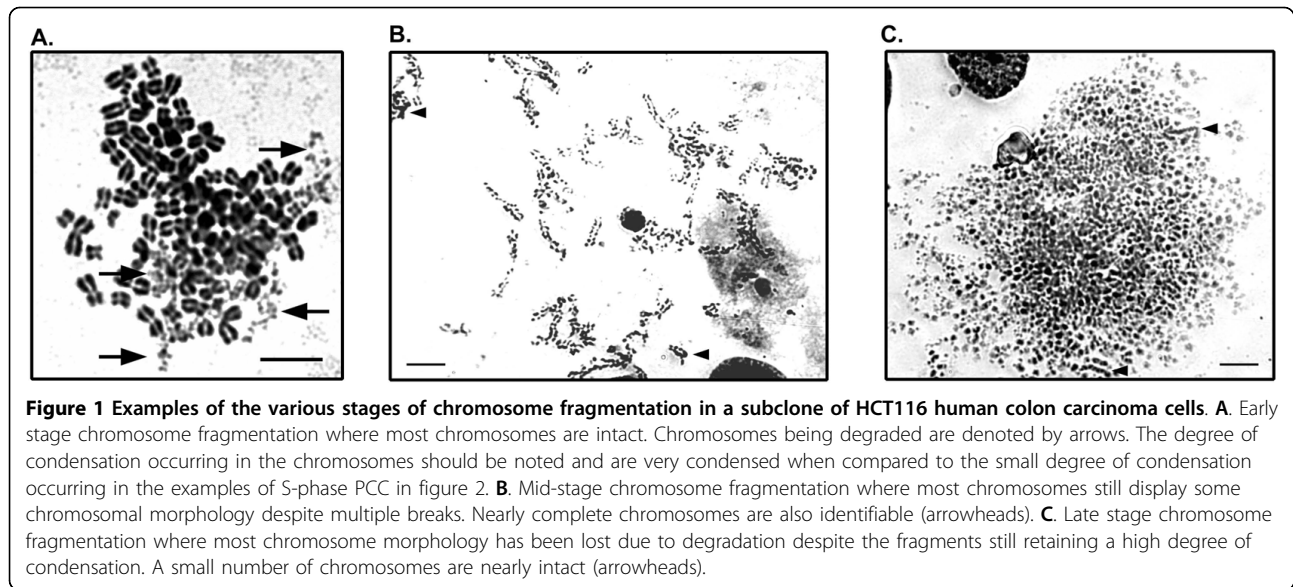 A.
B.
C.
Figure 1 Examples of the various stages of chromosome fragmentation in a subclone of HCT116 human colon carcinoma cells. A. Early
stage chromosome fragmentation where most chromosomes are intact. Chromosomes being degraded are denoted by arrows. The degree of
condensation occurring in the chromosomes should be noted and are very condensed when compared to the small degree of condensation
occurring in the examples of S-phase PCC in figure 2. B. Mid-stage chromosome fragmentation where most chromosomes still display some
chromosomal morphology despite multiple breaks. Nearly complete chromosomes are also identifiable (arrowheads). C. Late stage chromosome
fragmentation where most chromosome morphology has been lost due to degradation despite the fragments still retaining a high degree of
condensation. A small number of chromosomes are nearly intact (arrowheads).